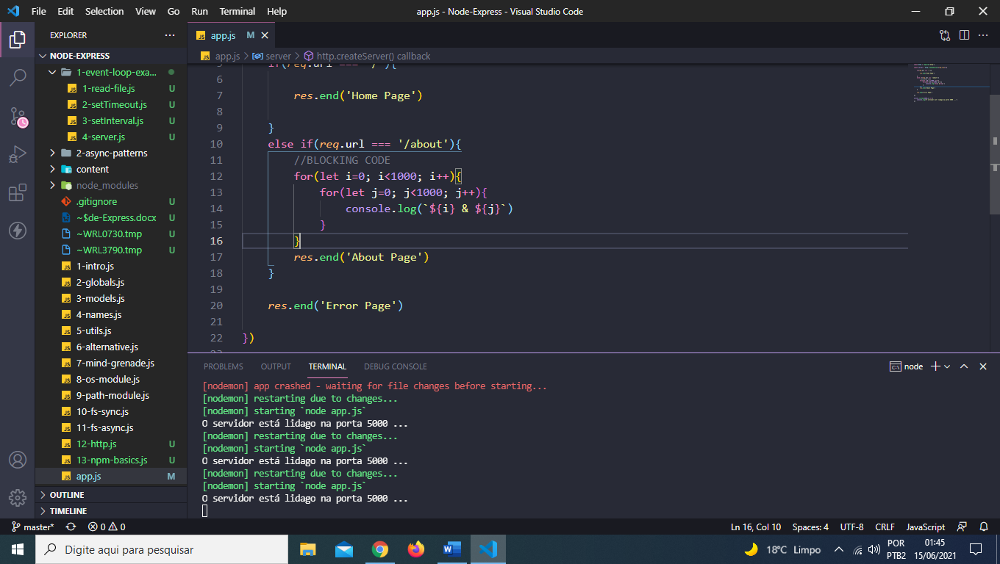 File Edit Selection View Go Run Terminal Help app.js - Node-Express - Visual Studio Code
EXPLORER
NODE-EXPRESS
1-event-loop-exa...
1-read-file.js U
2-setTimeout.js U
3-setInterval.js U
4-server.js U
2-async-patterns
content
node_modules
.gitignore U
~$de-Express.docx U
~WRL0730.tmp U
~WRL3790.tmp U
1-intro.js
2-globals.js
3-models.js
4-names.js
5-utils.js
6-alternative.js
7-mind-grenade.js
8-os-module.js
9-path-module.js
10-fs-sync.js
11-fs-async.js
12-http.js U
13-npm-basics.js U
app.js M
OUTLINE
TIMELINE
app.js M
app.js > server > http.createServer() callback
5 if(req.url === '/'){
6
7 res.end('Home Page')
8
9 }
10 else if(req.url === '/about'){
11 //BLOCKING CODE
12 for(let i=0; i<1000; i++){
13 for(let j=0; j<1000; j++){
14 console.log(`${i} & ${j}`)
15 }
16 }
17 res.end('About Page')
18 }
19
20 res.end('Error Page')
21
22 })
PROBLEMS OUTPUT TERMINAL DEBUG CONSOLE node
[nodemon] app crashed - waiting for file changes before starting...
[nodemon] restarting due to changes...
[nodemon] starting `node app.js`
O servidor está lidago na porta 5000 ...
[nodemon] restarting due to changes...
[nodemon] starting `node app.js`
O servidor está lidago na porta 5000 ...
[nodemon] restarting due to changes...
[nodemon] starting `node app.js`
O servidor está lidago na porta 5000 ...
master* 0 0 Ln 16, Col 10 Spaces: 4 UTF-8 CRLF JavaScript
Digite aqui para pesquisar 18°C Limpo POR PTB2 01:45 15/06/2021